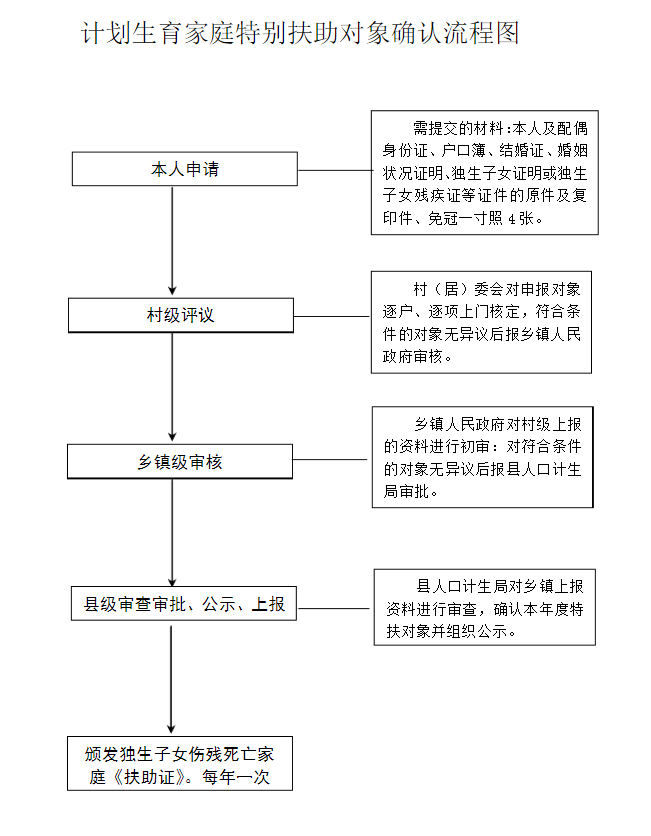 计划生育家庭特别扶助对象确认流程图
本人申请
需提交的材料：本人及配偶
身份证、户口簿、结婚证、婚姻
状况证明、独生子女证明或独生
子女残疾证等证件的原件及复
印件、免冠一寸照 4 张。
村级评议
村（居）委会对申报对象
逐户、逐项上门核定，符合条
件的对象无异议后报乡镇人民
政府审核。
乡镇级审核
乡镇人民政府对村级上报
的资料进行初审：对符合条件
的对象无异议后报县人口计生
局审批。
县级审查审批、公示、上报
县人口计生局对乡镇上报
资料进行审查，确认本年度特
扶对象并组织公示。
颁发独生子女伤残死亡家
庭《扶助证》。每年一次